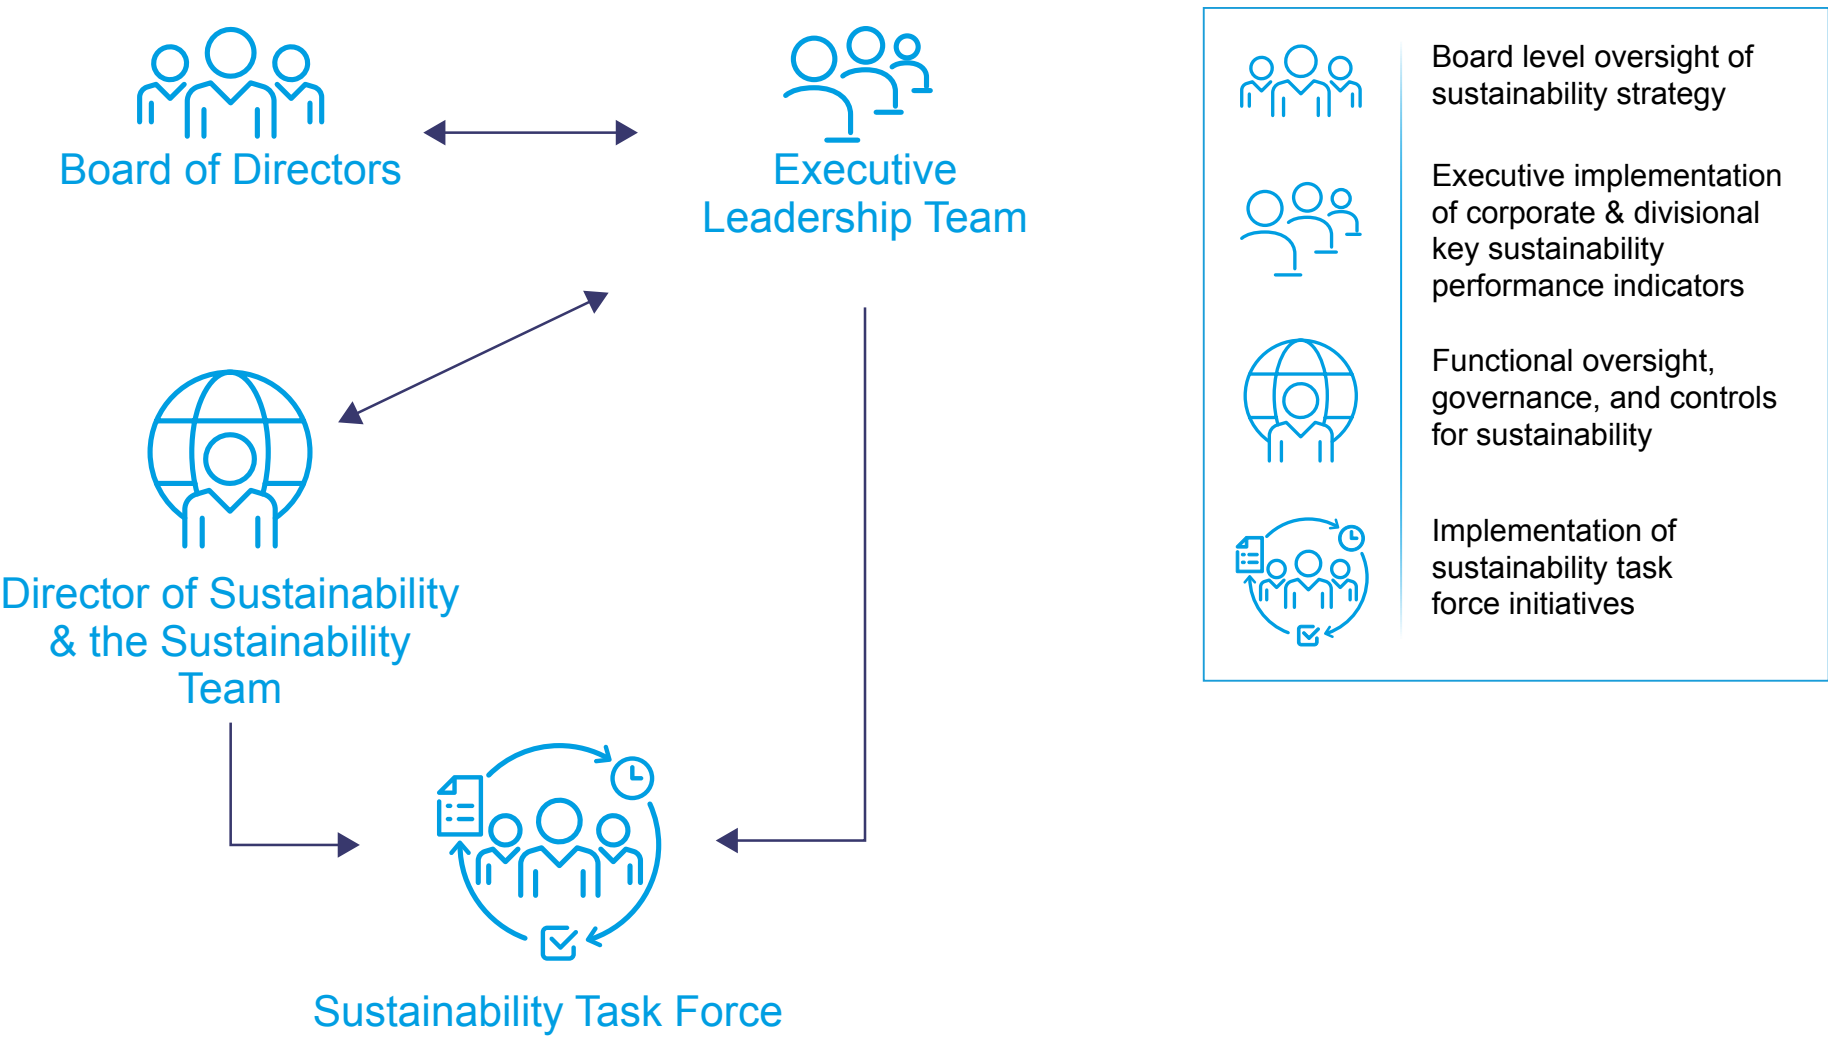 Board of Directors
Executive
Leadership Team
Director of Sustainability
& the Sustainability
Team
Sustainability Task Force
Board level oversight of
sustainability strategy
Executive implementation
of corporate & divisional
key sustainability
performance indicators
Functional oversight,
governance, and controls
for sustainability
Implementation of
sustainability task
force initiatives